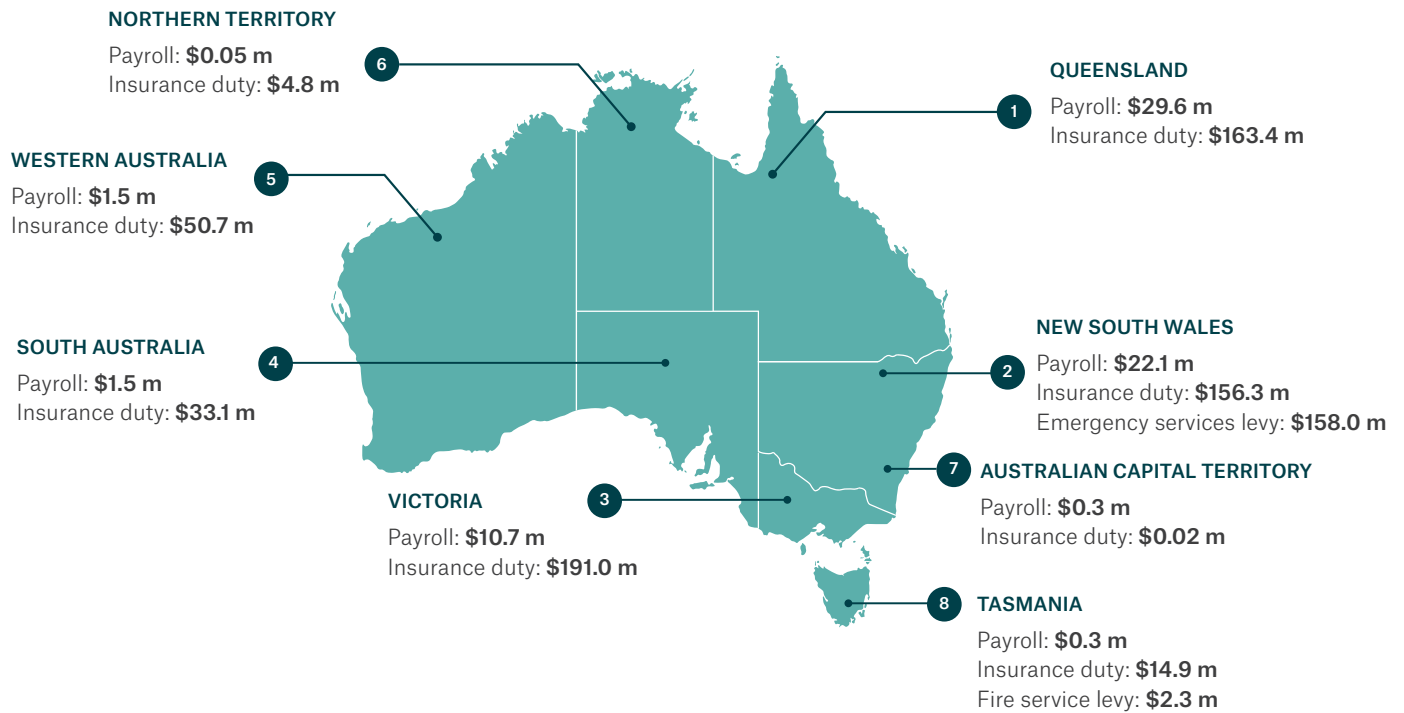 NORTHERN TERRITORY
Payroll: $0.05 m
Insurance duty: $4.8 m
6
QUEENSLAND
Payroll: $29.6 m
Insurance duty: $163.4 m
1
WESTERN AUSTRALIA
Payroll: $1.5 m
Insurance duty: $50.7 m
5
SOUTH AUSTRALIA
Payroll: $1.5 m
Insurance duty: $33.1 m
4
NEW SOUTH WALES
Payroll: $22.1 m
Insurance duty: $156.3 m
Emergency services levy: $158.0 m
2
VICTORIA
Payroll: $10.7 m
Insurance duty: $191.0 m
3
7
AUSTRALIAN CAPITAL TERRITORY
Payroll: $0.3 m
Insurance duty: $0.02 m
8
TASMANIA
Payroll: $0.3 m
Insurance duty: $14.9 m
Fire service levy: $2.3 m